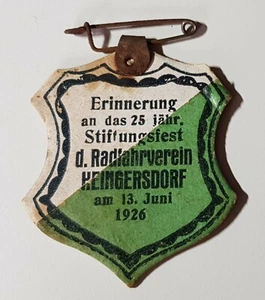 Erinnerung
an das 25 jähr.
Stiftungsfest
d. Radfahrverein
HEINGERSDORF
am 13. Juni
1926